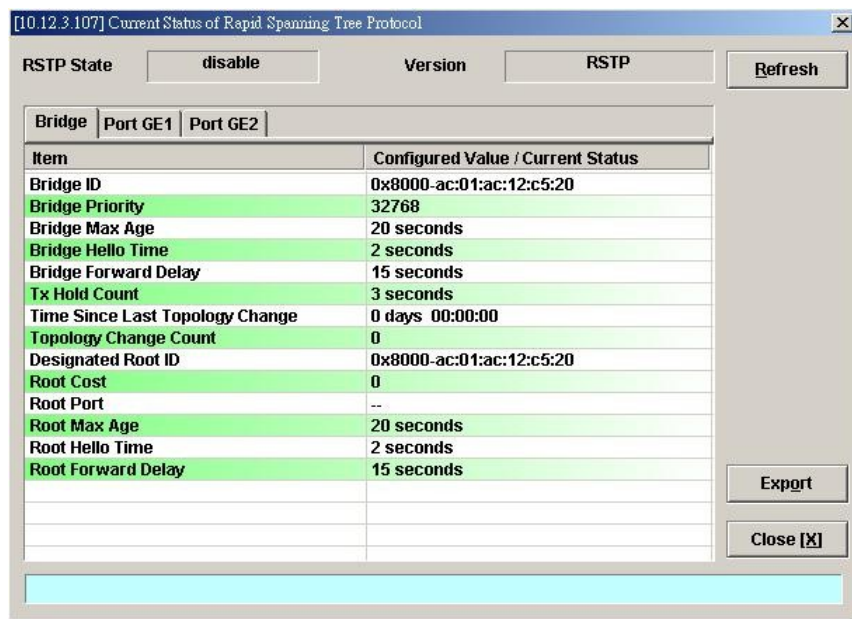 [10.12.3.107] Current Status of Rapid Spanning Tree Protocol
RSTP State disable Version RSTP Refresh
Bridge Port GE1 Port GE2
Item Configured Value / Current Status
Bridge ID 0x8000-ac:01:ac:12:c5:20
Bridge Priority 32768
Bridge Max Age 20 seconds
Bridge Hello Time 2 seconds
Bridge Forward Delay 15 seconds
Tx Hold Count 3 seconds
Time Since Last Topology Change 0 days 00:00:00
Topology Change Count 0
Designated Root ID 0x8000-ac:01:ac:12:c5:20
Root Cost 0
Root Port --
Root Max Age 20 seconds
Root Hello Time 2 seconds
Root Forward Delay 15 seconds
Export
Close [X]